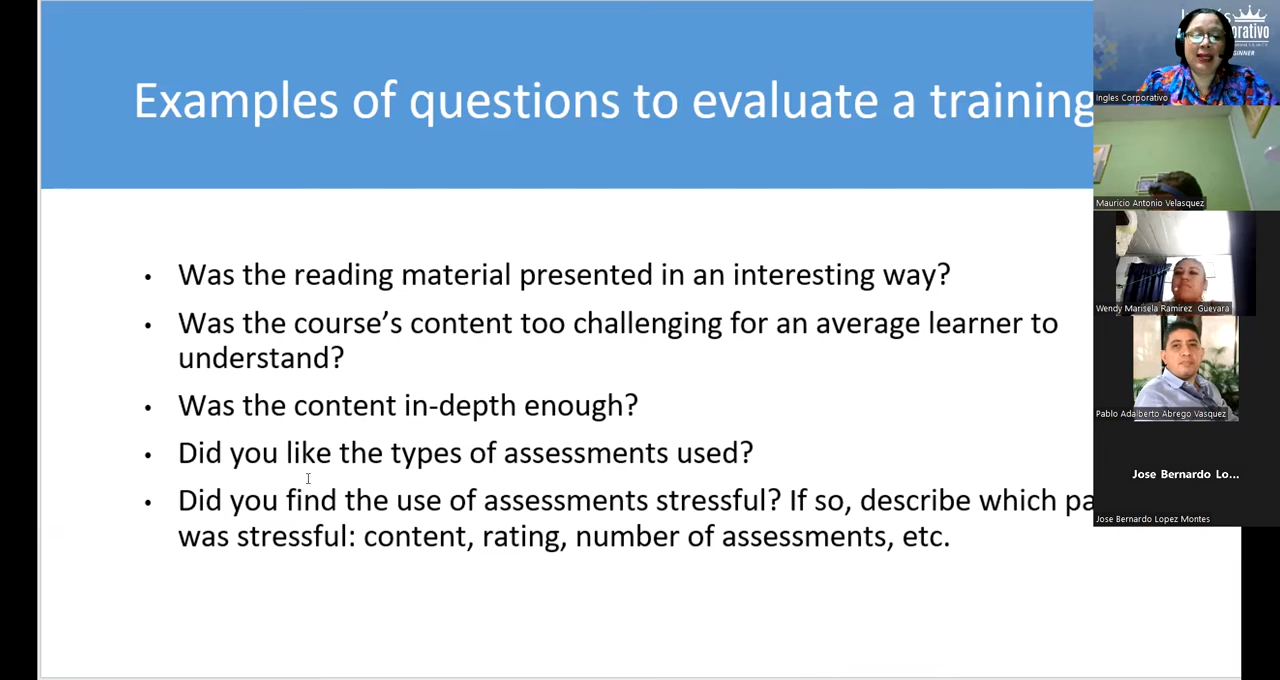 Examples of questions to evaluate a training
• Was the reading material presented in an interesting way?
• Was the course's content too challenging for an average learner to
understand?
• Was the content in-depth enough?
• Did you like the types of assessments used?
• Did you find the use of assessments stressful? If so, describe which pa
was stressful: content, rating, number of assessments, etc.
Ingles Corporativo
Mauricio Antonio Velasquez
Wendy Marisela Ramirez Guevara
Pablo Adalberto Abrego Vasquez
Jose Bernardo Lo...
Jose Bernardo Lopez Montes